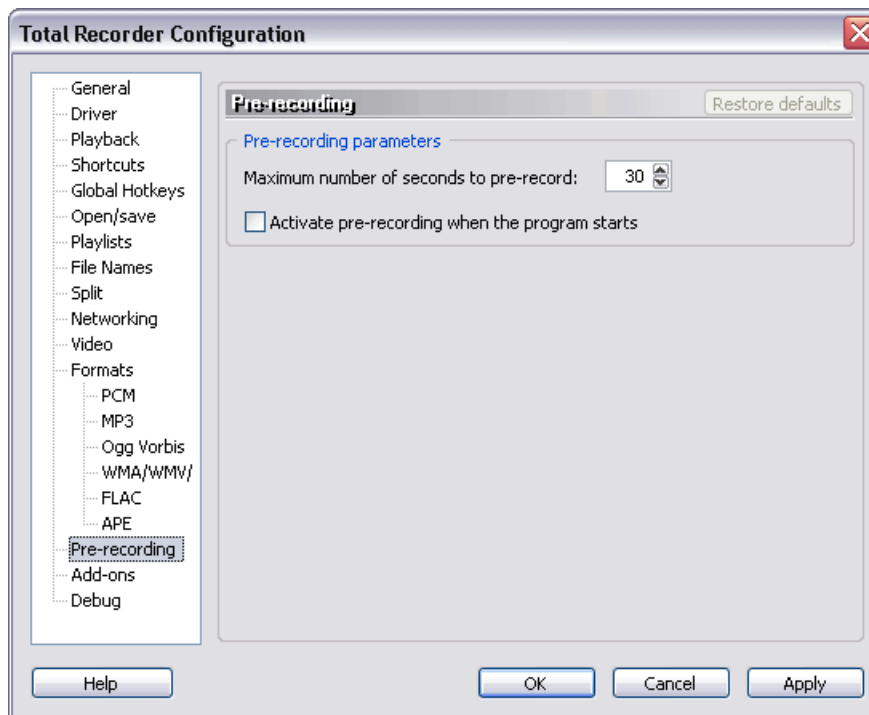 Total Recorder Configuration
General
Driver
Playback
Shortcuts
Global Hotkeys
Open/save
Playlists
File Names
Split
Networking
Video
Formats
PCM
MP3
Ogg Vorbis
WMA/WMV/
FLAC
APE
Pre-recording
Add-ons
Debug
Pre-recording
Restore defaults
Pre-recording parameters
Maximum number of seconds to pre-record: 30
Activate pre-recording when the program starts
Help
OK
Cancel
Apply